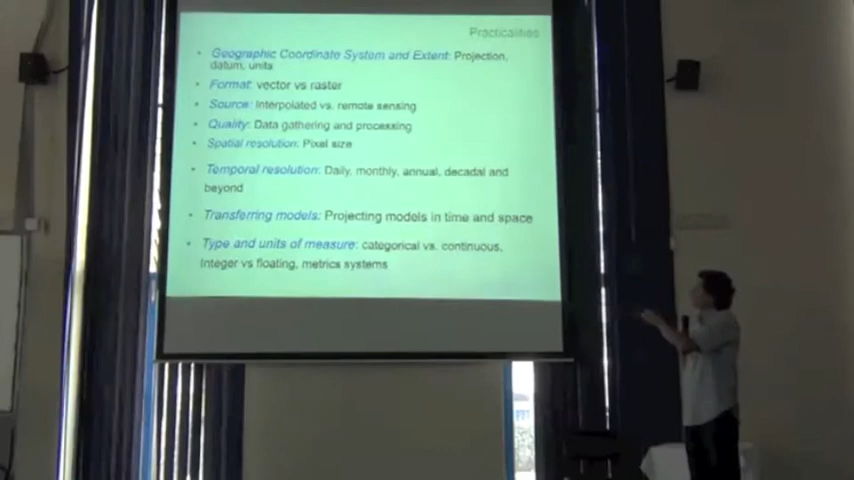 Practicalities
• Geographic Coordinate System and Extent: Projection,
datum, units
• Format: vector vs raster
• Source: Interpolated vs. remote sensing
• Quality: Data gathering and processing
• Spatial resolution: Pixel size
• Temporal resolution: Daily, monthly, annual, decadal and
beyond
• Transferring models: Projecting models in time and space
• Type and units of measure: categorical vs. continuous,
Integer vs floating, metrics systems